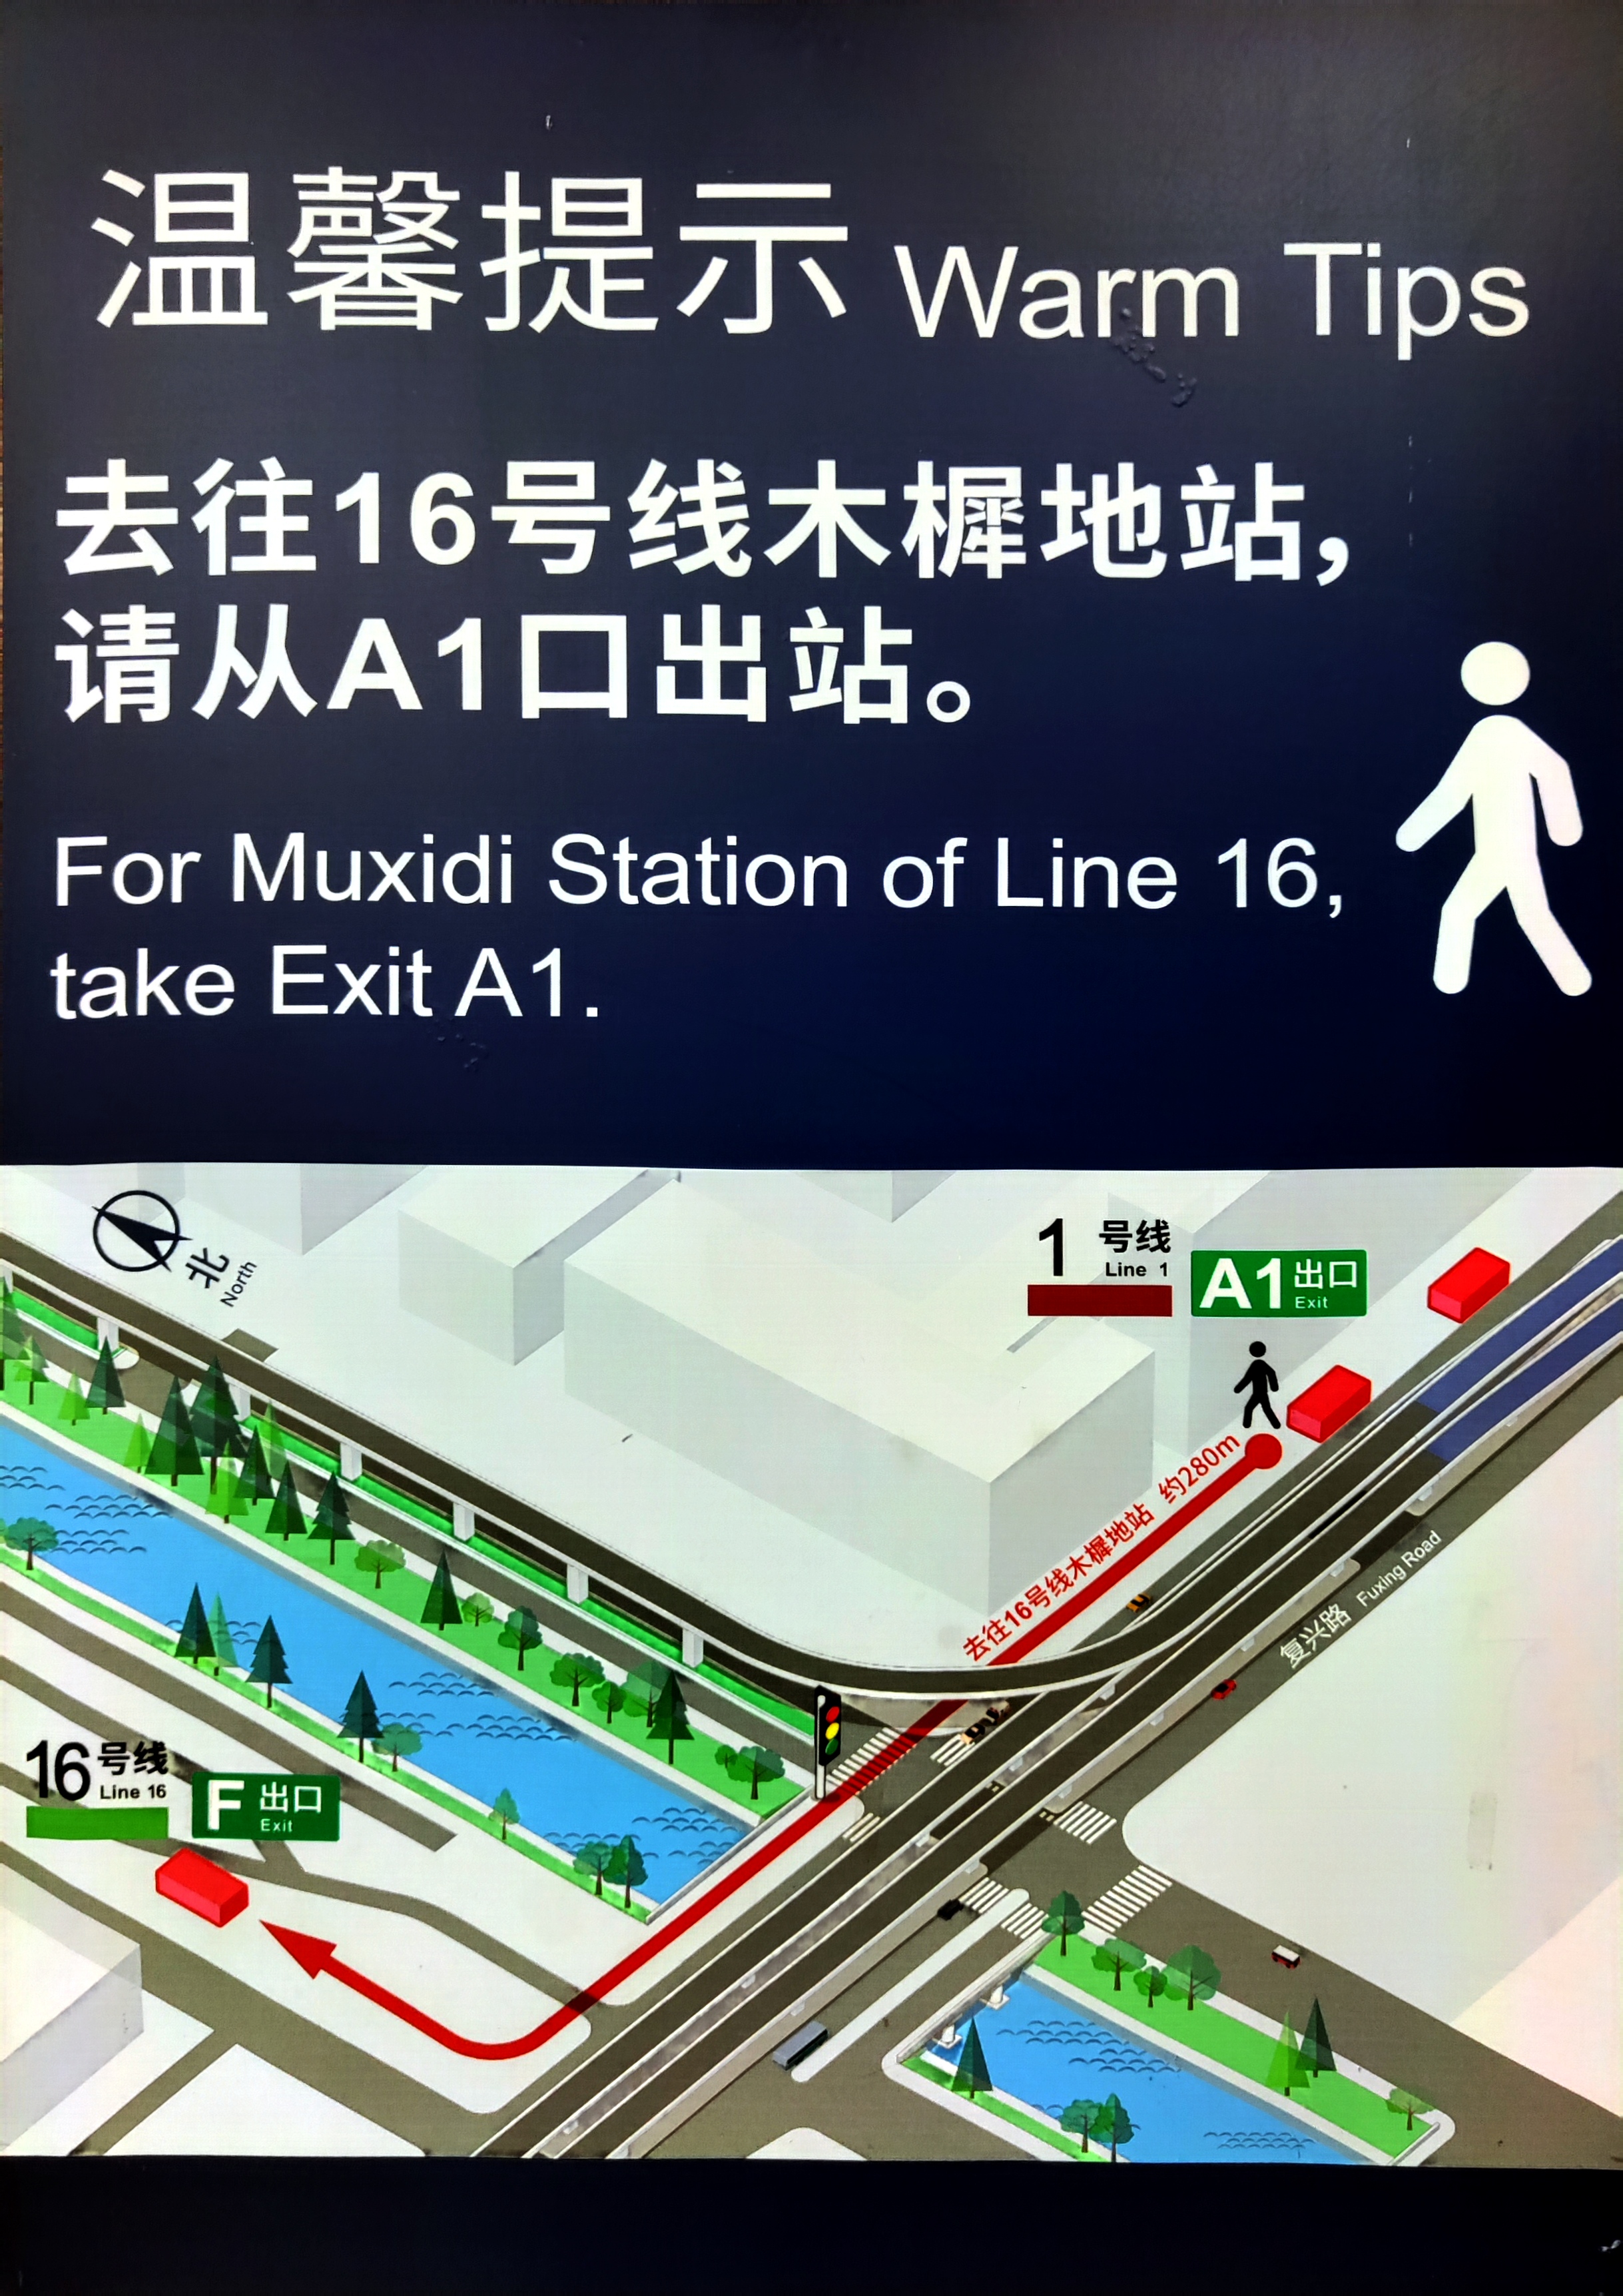 温馨提示 Warm Tips
去往16号线木樨地站，
请从A1口出站。
For Muxidi Station of Line 16,
take Exit A1.
北
North
1 号线
Line 1
A1 出口
Exit
去往16号线木樨地站 约280m
复兴路 Fuxing Road
16 号线
Line 16
F 出口
Exit